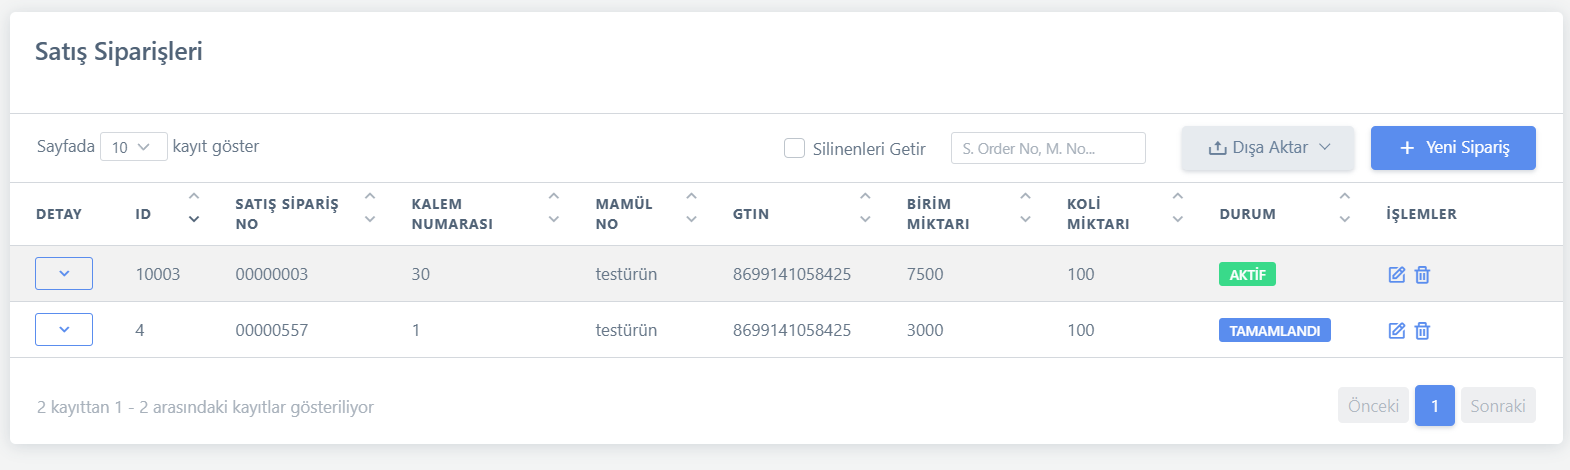 Satış Siparişleri
Sayfada 10 kayıt göster Silinenleri Getir S. Order No, M. No... Dışa Aktar + Yeni Sipariş
DETAY ID SATIŞ SİPARİŞ NO KALEM NUMARASI MAMÜL NO GTIN BİRİM MİKTARI KOLİ MİKTARI DURUM İŞLEMLER
10003 00000003 30 testürün 8699141058425 7500 100 AKTİF
4 00000557 1 testürün 8699141058425 3000 100 TAMAMLANDI
2 kayıttan 1 - 2 arasındaki kayıtlar gösteriliyor Önceki 1 Sonraki